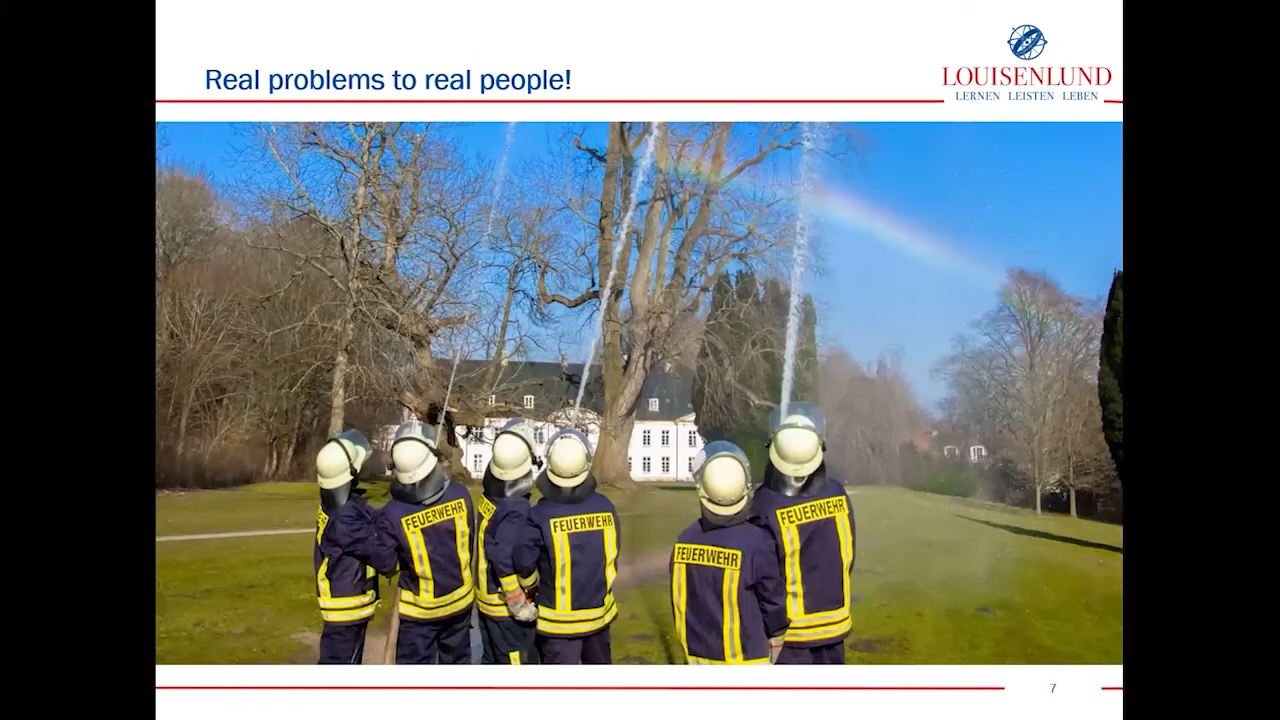 Real problems to real people!
LOUISENLUND
LERNEN LEISTEN LEBEN
FEUERWEHR
FEUERWEHR
FEUERWEHR
FEUERWEHR
7